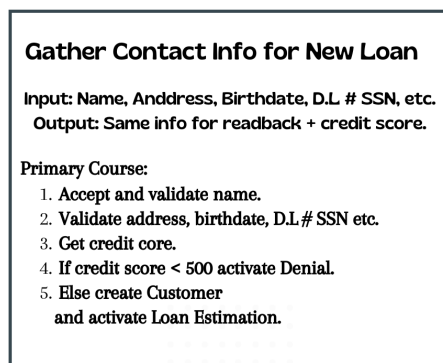 Gather Contact Info for New Loan
Input: Name, Anddress, Birthdate, D.L # SSN, etc.
Output: Same info for readback + credit score.
Primary Course:
1. Accept and validate name.
2. Validate address, birthdate, D.L# SSN etc.
3. Get credit core.
4. If credit score < 500 activate Denial.
5. Else create Customer
and activate Loan Estimation.